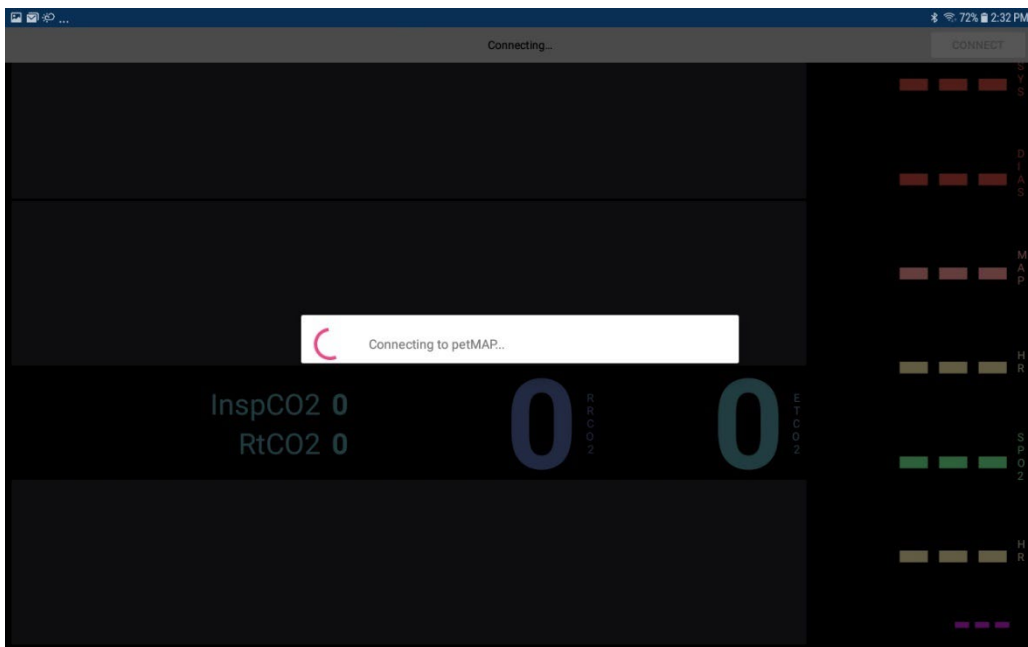 ... 72% 2:32 PM
Connecting... CONNECT
SYS
DIAS
MAP
Connecting to petMAP...
HR
InspCO2 0
RtCO2 0
0 RRCO2
0 ETCO2
SPO2
HR